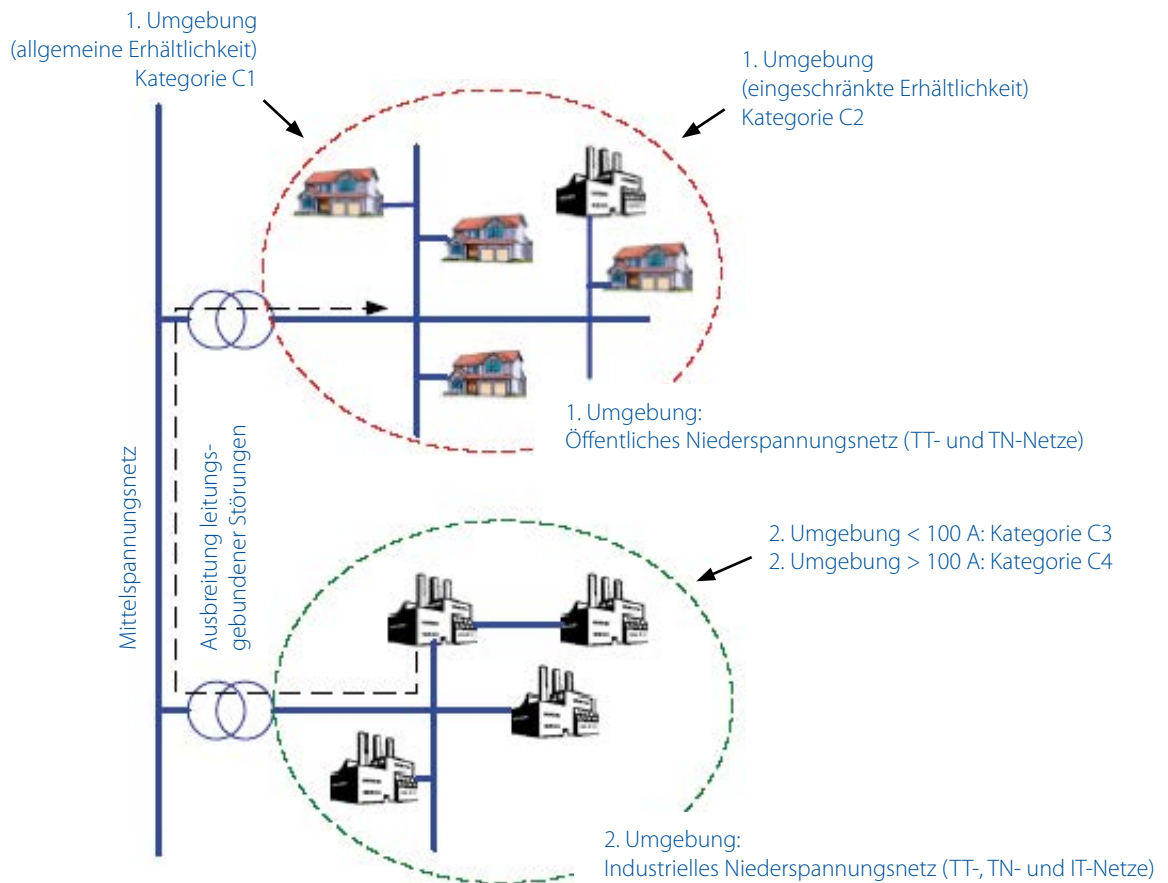 1. Umgebung
(allgemeine Erhältlichkeit)
Kategorie C1
1. Umgebung
(eingeschränkte Erhältlichkeit)
Kategorie C2
1. Umgebung:
Öffentliches Niederspannungsnetz (TT- und TN-Netze)
Mittelspannungsnetz
Ausbreitung leitungs-
gebundener Störungen
2. Umgebung < 100 A: Kategorie C3
2. Umgebung > 100 A: Kategorie C4
2. Umgebung:
Industrielles Niederspannungsnetz (TT-, TN- und IT-Netze)